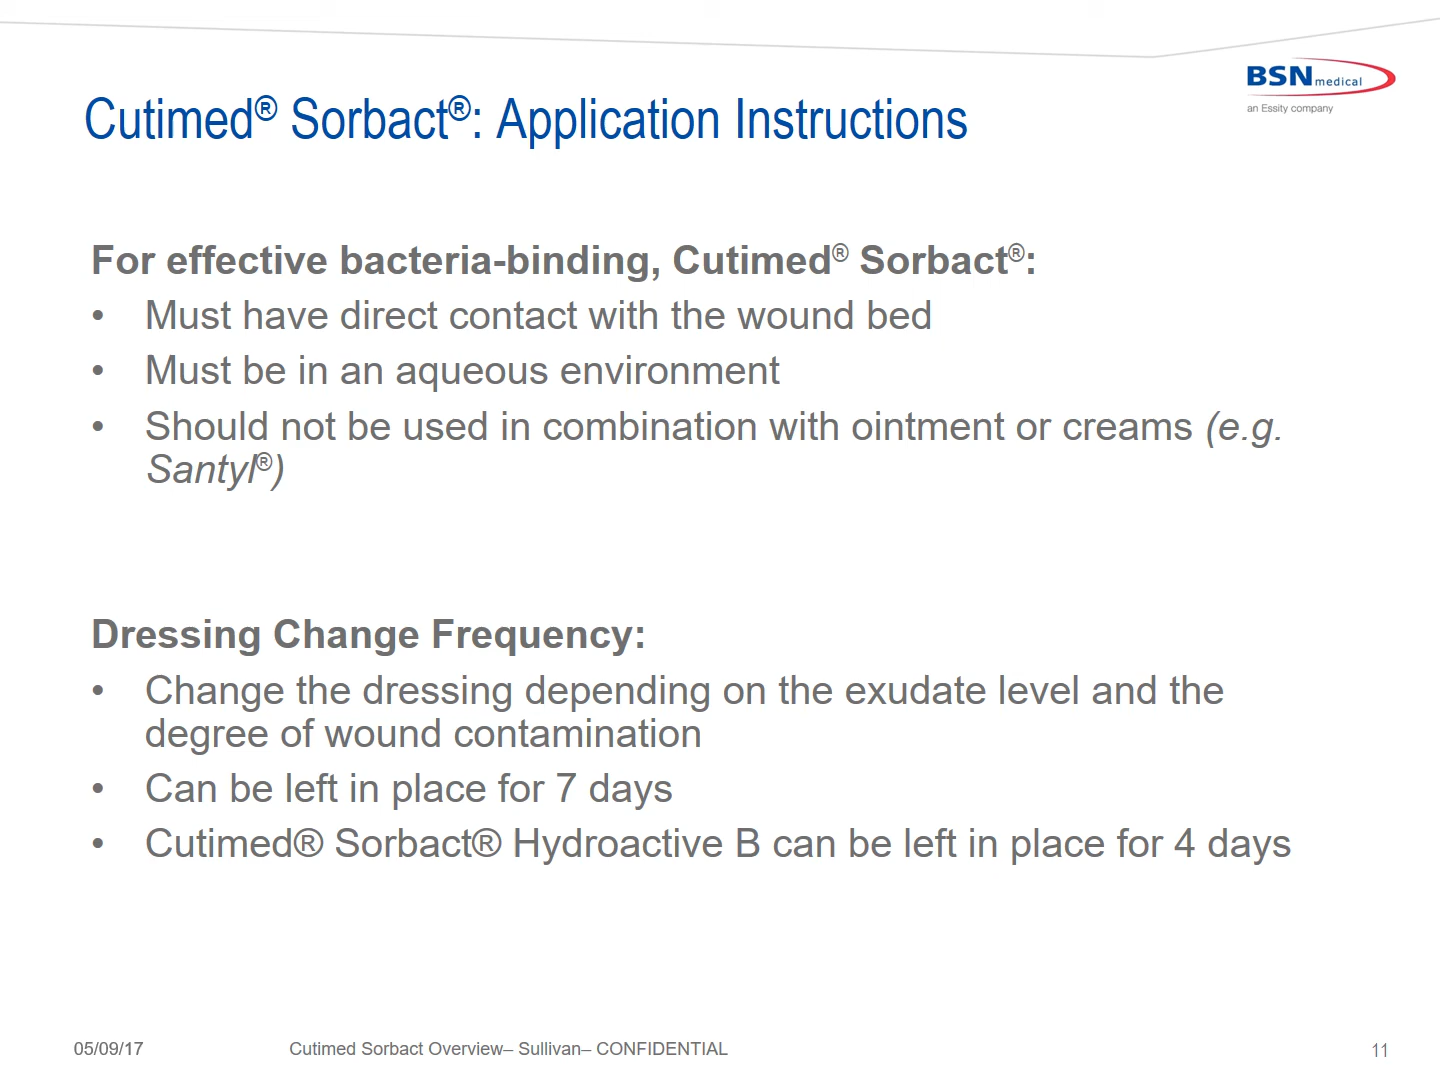 BSN medical
an Essity company
Cutimed® Sorbact®: Application Instructions
For effective bacteria-binding, Cutimed® Sorbact®:
• Must have direct contact with the wound bed
• Must be in an aqueous environment
• Should not be used in combination with ointment or creams (e.g.
Santyl®)
Dressing Change Frequency:
• Change the dressing depending on the exudate level and the
degree of wound contamination
• Can be left in place for 7 days
• Cutimed® Sorbact® Hydroactive B can be left in place for 4 days
05/09/17 Cutimed Sorbact Overview– Sullivan– CONFIDENTIAL 11